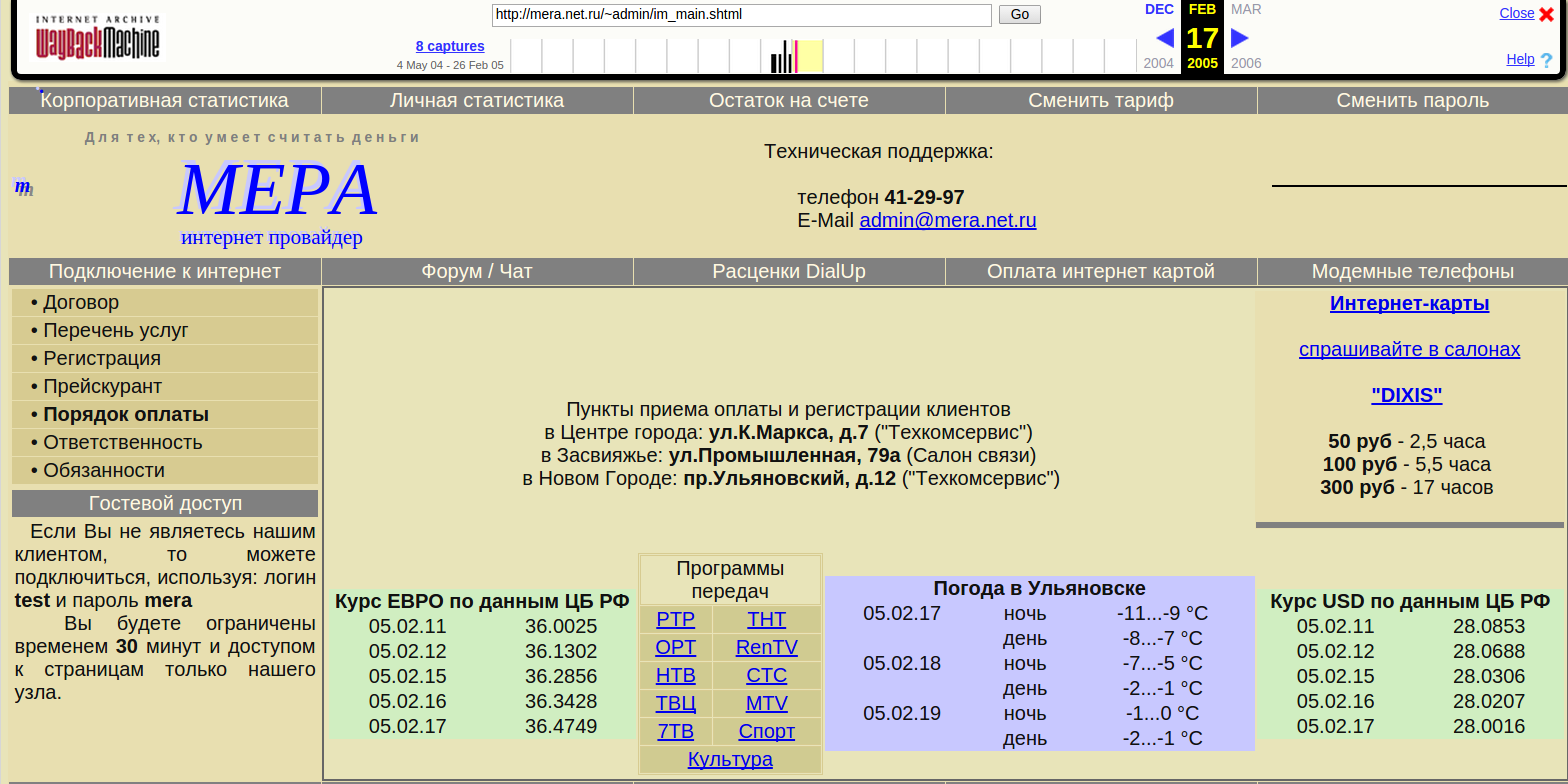 INTERNET ARCHIVE
WayBackMachine
http://mera.net.ru/~admin/im_main.shtml
Go
8 captures
4 May 04 - 26 Feb 05
DEC FEB MAR
17
2004 2005 2006
Close
Help ?
Корпоративная статистика
Личная статистика
Остаток на счете
Сменить тариф
Сменить пароль
Для тех, кто умеет считать деньги
m
МЕРА
интернет провайдер
Техническая поддержка:
телефон 41-29-97
E-Mail admin@mera.net.ru
Подключение к интернет
Форум / Чат
Расценки DialUp
Оплата интернет картой
Модемные телефоны
• Договор
• Перечень услуг
• Регистрация
• Прейскурант
• Порядок оплаты
• Ответственность
• Обязанности
Гостевой доступ
Если Вы не являетесь нашим
клиентом, то можете
подключиться, используя: логин
test и пароль mera
Вы будете ограничены
временем 30 минут и доступом
к страницам только нашего
узла.
Пункты приема оплаты и регистрации клиентов
в Центре города: ул.К.Маркса, д.7 ("Техкомсервис")
в Засвияжье: ул.Промышленная, 79а (Салон связи)
в Новом Городе: пр.Ульяновский, д.12 ("Техкомсервис")
Интернет-карты
спрашивайте в салонах
"DIXIS"
50 руб - 2,5 часа
100 руб - 5,5 часа
300 руб - 17 часов
Курс ЕВРО по данным ЦБ РФ
05.02.11 36.0025
05.02.12 36.1302
05.02.15 36.2856
05.02.16 36.3428
05.02.17 36.4749
Программы
передач
РТР ТНТ
ОРТ RenTV
НТВ СТС
ТВЦ MTV
7ТВ Спорт
Культура
Погода в Ульяновске
05.02.17 ночь -11...-9 °C
день -8...-7 °C
05.02.18 ночь -7...-5 °C
день -2...-1 °C
05.02.19 ночь -1...0 °C
день -2...-1 °C
Курс USD по данным ЦБ РФ
05.02.11 28.0853
05.02.12 28.0688
05.02.15 28.0306
05.02.16 28.0207
05.02.17 28.0016